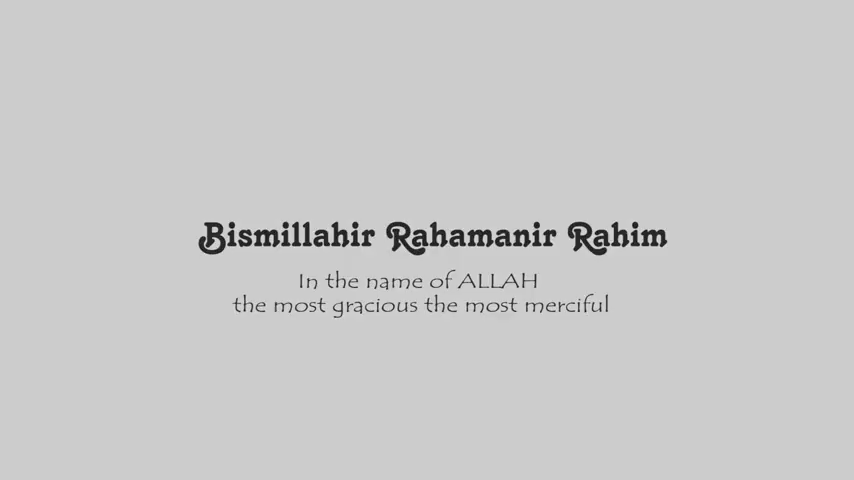 Bismillahir Rahamanir Rahim
In the name of ALLAH
the most gracious the most merciful